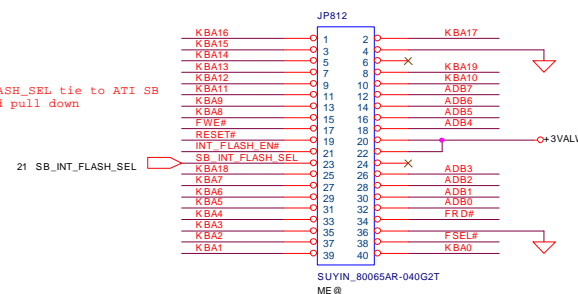 JP812
KBA16 1 2 KBA17
KBA15 3 4
KBA14 5 6
KBA13 7 8 KBA19
KBA12 9 10 KBA10
ASH_SEL tie to ATI SB
d pull down
KBA11 11 12 ADB7
KBA9 13 14 ADB6
KBA8 15 16 ADB5
FWE# 17 18 ADB4
RESET# 19 20 +3VALW
INT_FLASH_EN# 21 22
21 SB_INT_FLASH_SEL SB_INT_FLASH_SEL 23 24
KBA18 25 26 ADB3
KBA7 27 28 ADB2
KBA6 29 30 ADB1
KBA5 31 32 ADB0
KBA4 33 34 FRD#
KBA3 35 36
KBA2 37 38 FSEL#
KBA1 39 40 KBA0
SUYIN_80065AR-040G2T
ME@